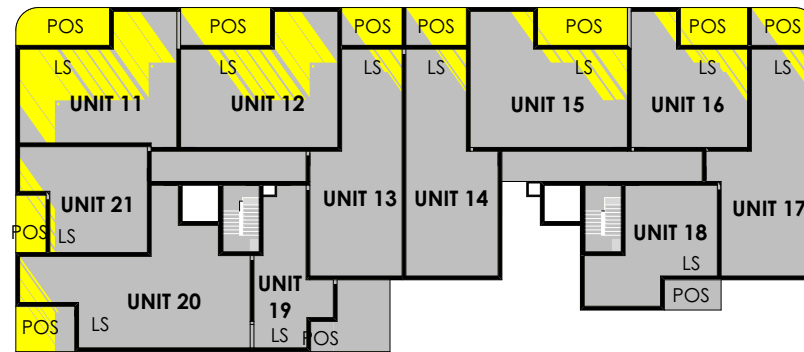 POS
POS
POS
POS
POS
POS
POS
LS
LS
LS
LS
LS
LS
LS
UNIT 11
UNIT 12
UNIT 15
UNIT 16
UNIT 21
UNIT 13
UNIT 14
UNIT 17
POS
LS
UNIT 18
LS
UNIT 20
UNIT
19
POS
POS
LS
LS
POS